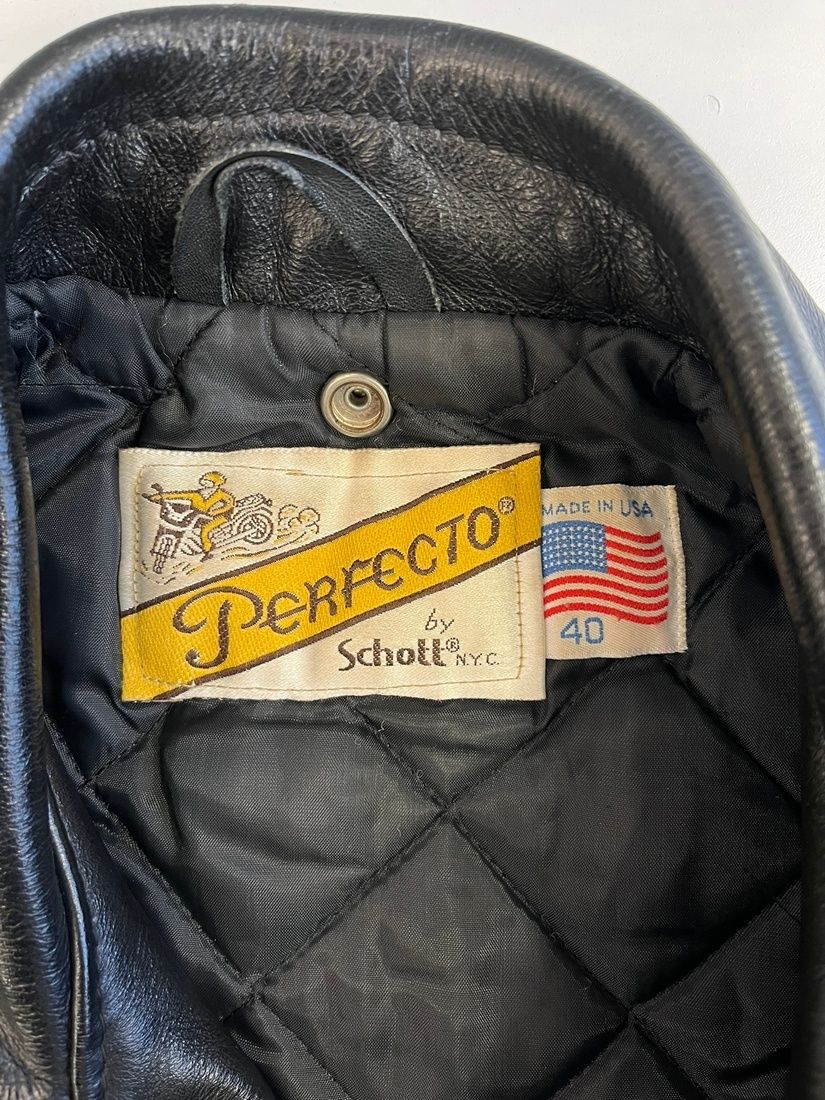 PERFECTO®
by
Schott® N.Y.C.
MADE IN USA
40